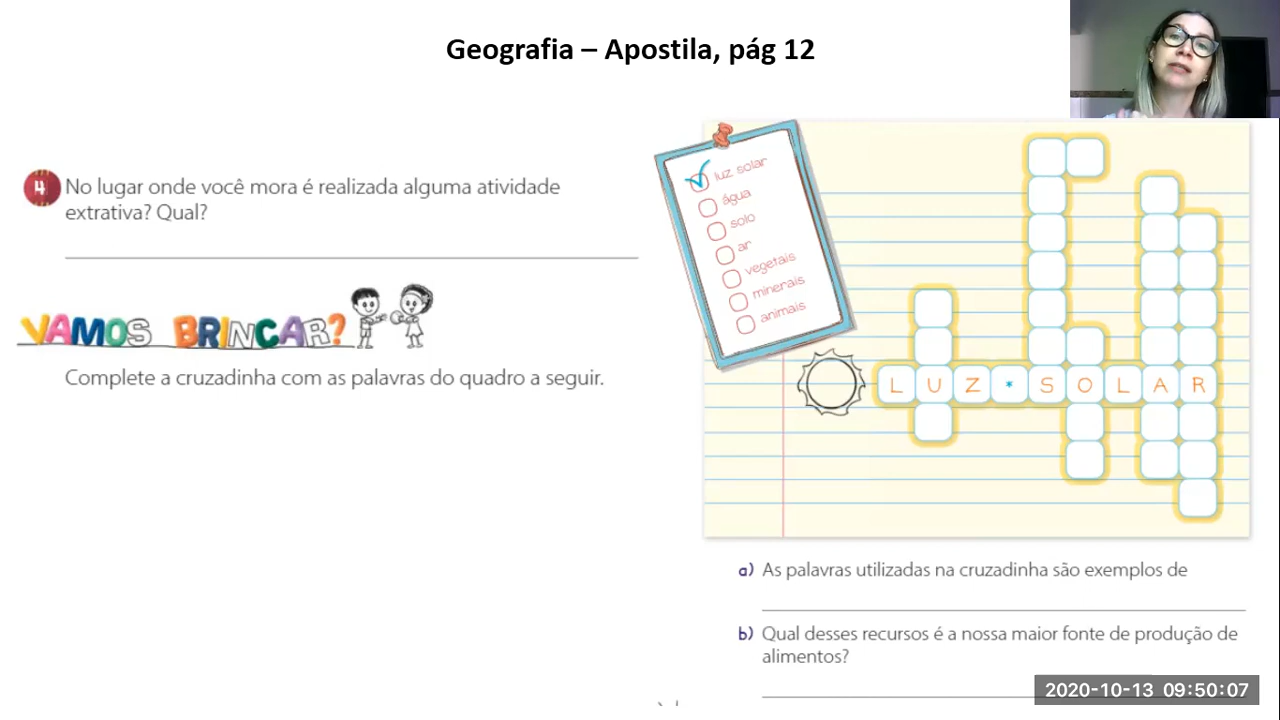 Geografia – Apostila, pág 12
4 No lugar onde você mora é realizada alguma atividade
extrativa? Qual?
VAMOS BRINCAR?
Complete a cruzadinha com as palavras do quadro a seguir.
luz solar
água
solo
ar
vegetais
minerais
animais
L U Z * S O L A R
a) As palavras utilizadas na cruzadinha são exemplos de
b) Qual desses recursos é a nossa maior fonte de produção de
alimentos?
2020-10-13 09:50:07